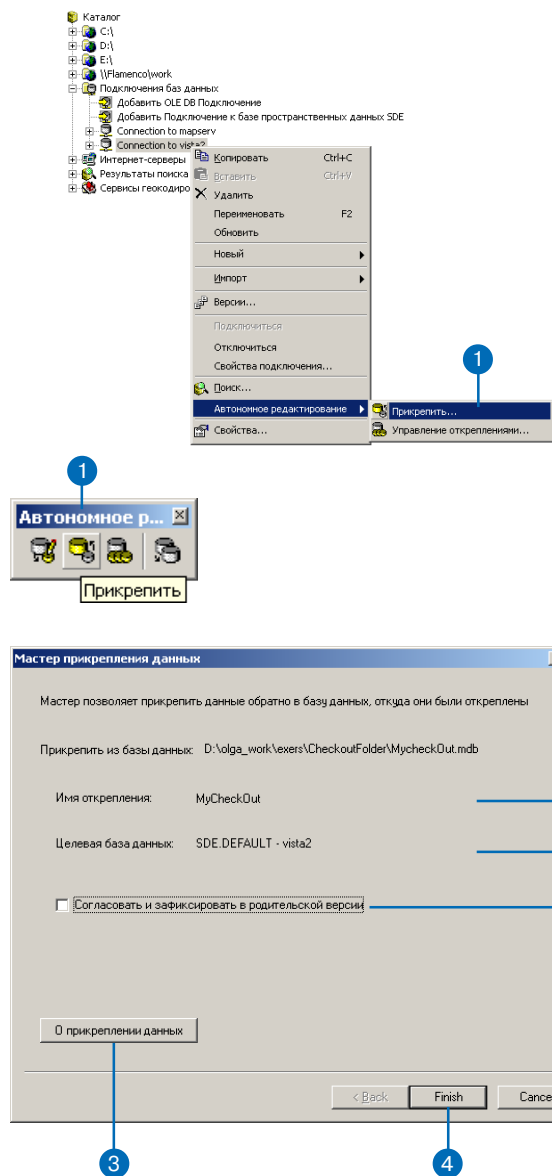 Каталог
C:\
D:\
E:\
\\Flamenco\work
Подключения баз данных
Добавить OLE DB Подключение
Добавить Подключение к базе пространственных данных SDE
Connection to mapserv
Connection to vista2
Интернет-серверы
Результаты поиска
Сервисы геокодиро
Копировать Ctrl+C
Вставить Ctrl+V
Удалить
Переименовать F2
Обновить
Новый
Импорт
Версии...
Подключиться
Отключиться
Свойства подключения...
Поиск...
Автономное редактирование
Свойства...
1
Прикрепить...
Управление откреплениями...
1
Автономное р...
Прикрепить
Мастер прикрепления данных
Мастер позволяет прикрепить данные обратно в базу данных, откуда они были откреплены
Прикрепить из базы данных: D:\olga_work\exers\CheckoutFolder\MycheckOut.mdb
Имя открепления: MyCheckOut
Целевая база данных: SDE.DEFAULT - vista2
Согласовать и зафиксировать в родительской версии
О прикреплении данных
< Back Finish Cance
3 4